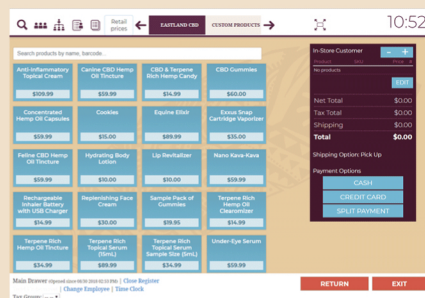 Retail
prices
EASTLAND CBD
CUSTOM PRODUCTS
10:52
Search products by name, barcode...
Anti-Inflammatory
Topical Cream
$109.99
Canine CBD Hemp
Oil Tincture
$59.99
CBD & Terpene
Rich Hemp Candy
$14.99
CBD Gummies
$60.00
Concentrated
Hemp Oil Capsules
$59.99
Cookies
$15.00
Equine Elixir
$89.99
Exxus Snap
Cartridge Vaporizer
$35.00
Feline CBD Hemp
Oil Tincture
$59.99
Hydrating Body
Lotion
$10.00
Lip Revitalizer
$10.00
Nano Kava-Kava
$59.99
Rechargeable
Inhaler Battery
with USB Charger
$14.99
Replenishing Face
Cream
$30.00
Sample Pack of
Gummies
$19.95
Terpene Rich
Hemp Oil
Clearomizer
$14.99
Terpene Rich
Hemp Oil Tincture
$34.99
Terpene Rich
Topical Serum
(15mL)
$89.99
Terpene Rich
Topical Serum
Sample Size (5mL)
$34.99
Under-Eye Serum
$59.99
In-Store Customer
- +
Product
Price
No products
EDIT
Net Total $0.00
Tax Total $0.00
Shipping $0.00
Total $0.00
Shipping Option: Pick Up
Payment Options
CASH
CREDIT CARD
SPLIT PAYMENT
Main Drawer | Close Register
| Change Employee | Time Clock
RETURN
EXIT